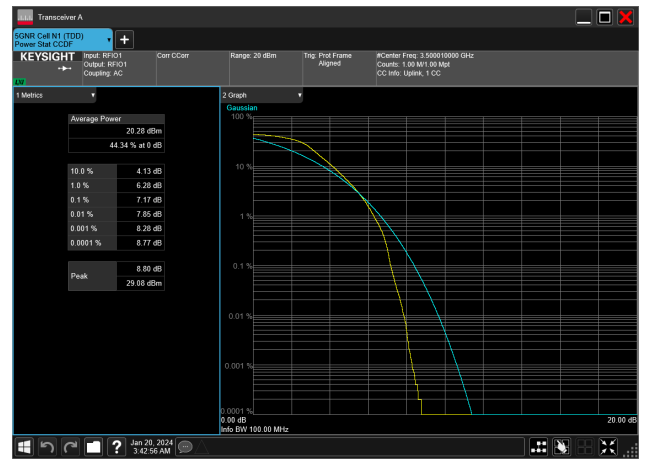 Transceiver A
5GNR Cell N1 (TDD)
Power Stat CCDF
KEYSIGHT
Input: RFIO1
Output: RFIO1
Coupling: AC
Corr CCorr
Range: 20 dBm
Trig: Prot Frame
Aligned
#Center Freq: 3.500010000 GHz
Counts: 1.00 M/1.00 Mpt
CC Info: Uplink, 1 CC
LXI
1 Metrics
Average Power
20.28 dBm
44.34 % at 0 dB
10.0 % 4.13 dB
1.0 % 6.28 dB
0.1 % 7.17 dB
0.01 % 7.85 dB
0.001 % 8.28 dB
0.0001 % 8.77 dB
Peak
8.80 dB
29.08 dBm
2 Graph
Gaussian
100 %
10 %
1 %
0.1 %
0.01 %
0.001 %
0.0001 %
0.00 dB 20.00 dB
Info BW 100.00 MHz
Jan 20, 2024
3:42:56 AM